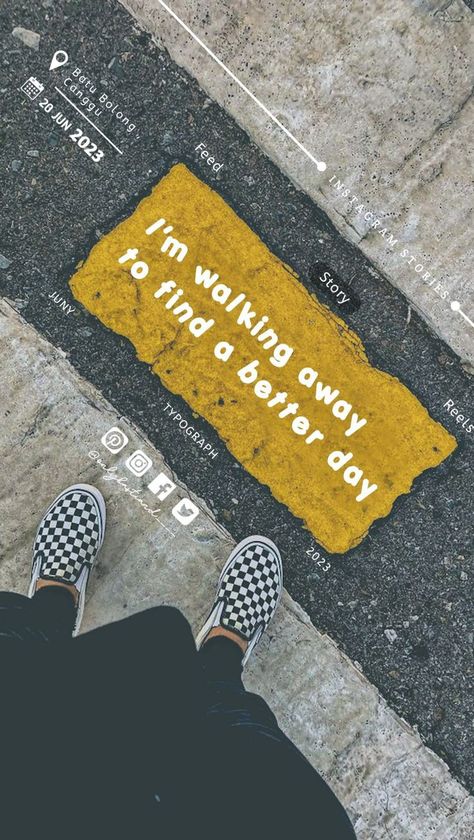 Batu Bolong
Canggu
20 JUN 2023
Feed
INSTAGRAM STORIES
Story
Reels
I'm walking away
to find a better day
JUNY
TYPOGRAPH
2023